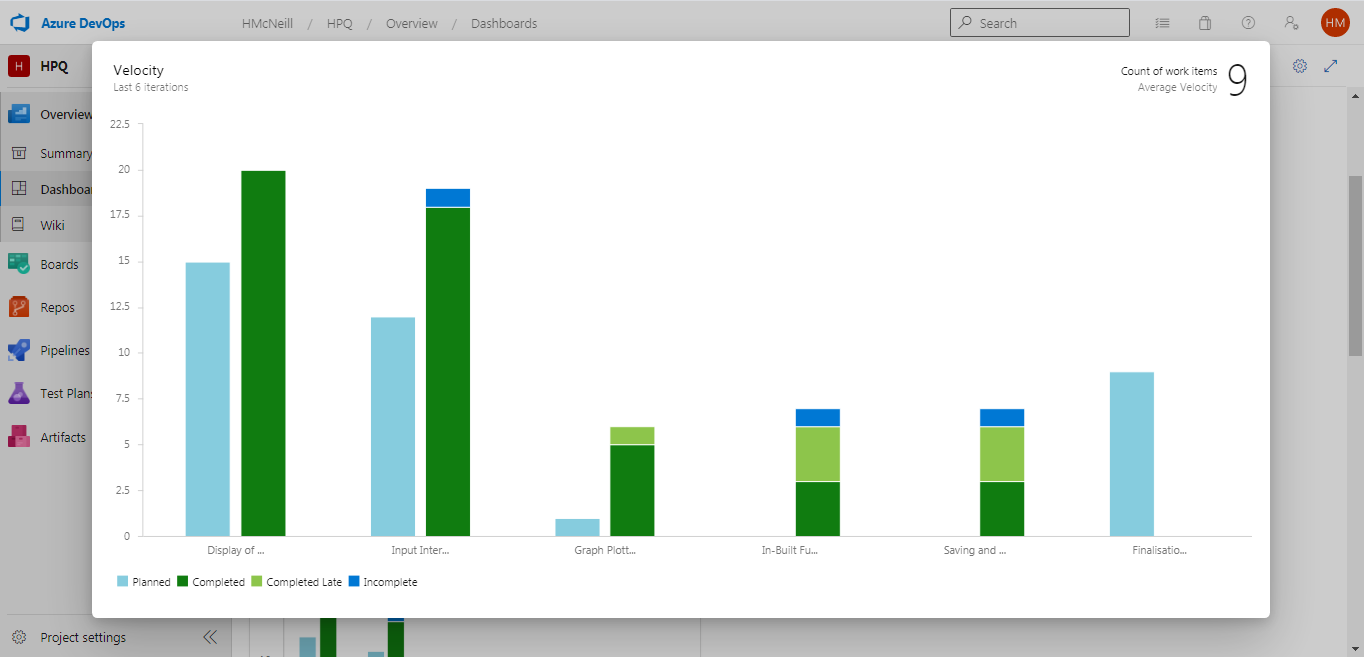 Azure DevOps
HMcNeill / HPQ / Overview / Dashboards
Search
HM
H HPQ
Overview
Summary
Dashboa
Wiki
Boards
Repos
Pipelines
Test Plans
Artifacts
Project settings
Velocity
Last 6 iterations
Count of work items
Average Velocity
9
22.5
20
17.5
15
12.5
10
7.5
5
2.5
0
Display of ... Input Inter... Graph Plott... In-Built Fu... Saving and ... Finalisatio...
Planned Completed Completed Late Incomplete